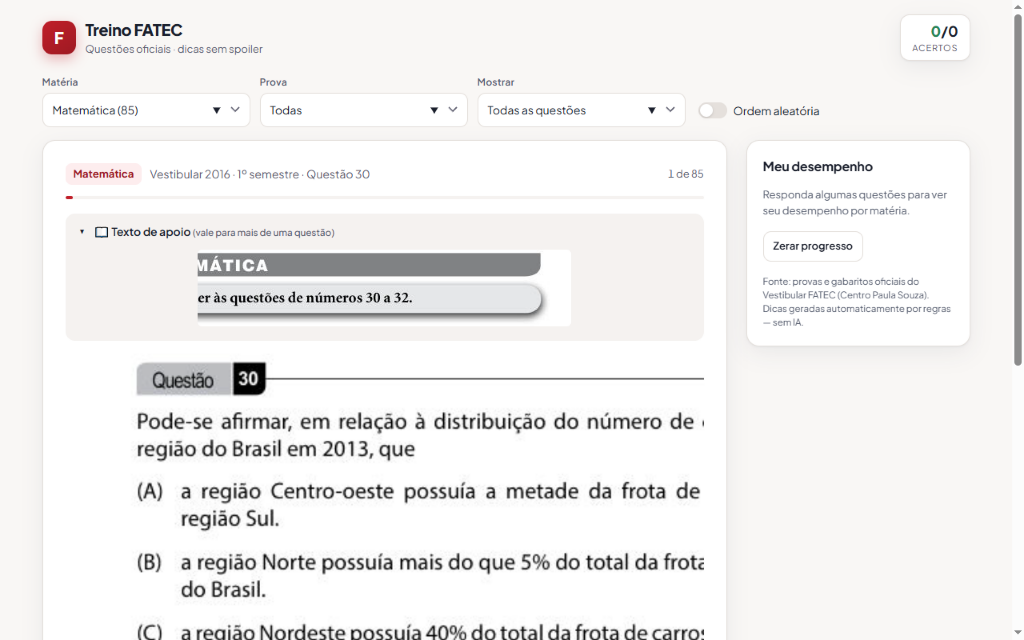 F
Treino FATEC
Questões oficiais · dicas sem spoiler
0/0
ACERTOS
Matéria
Prova
Mostrar
Matemática (85)
Todas
Todas as questões
Ordem aleatória
Matemática
Vestibular 2016 · 1º semestre · Questão 30
1 de 85
Texto de apoio (vale para mais de uma questão)
MÁTICA
er às questões de números 30 a 32.
Questão 30
Pode-se afirmar, em relação à distribuição do número de
região do Brasil em 2013, que
(A) a região Centro-oeste possuía a metade da frota de
região Sul.
(B) a região Norte possuía mais do que 5% do total da frota
do Brasil.
(C) a região Nordeste possuía 40% do total da frota de carros
Meu desempenho
Responda algumas questões para ver
seu desempenho por matéria.
Zerar progresso
Fonte: provas e gabaritos oficiais do
Vestibular FATEC (Centro Paula Souza).
Dicas geradas automaticamente por regras
— sem IA.